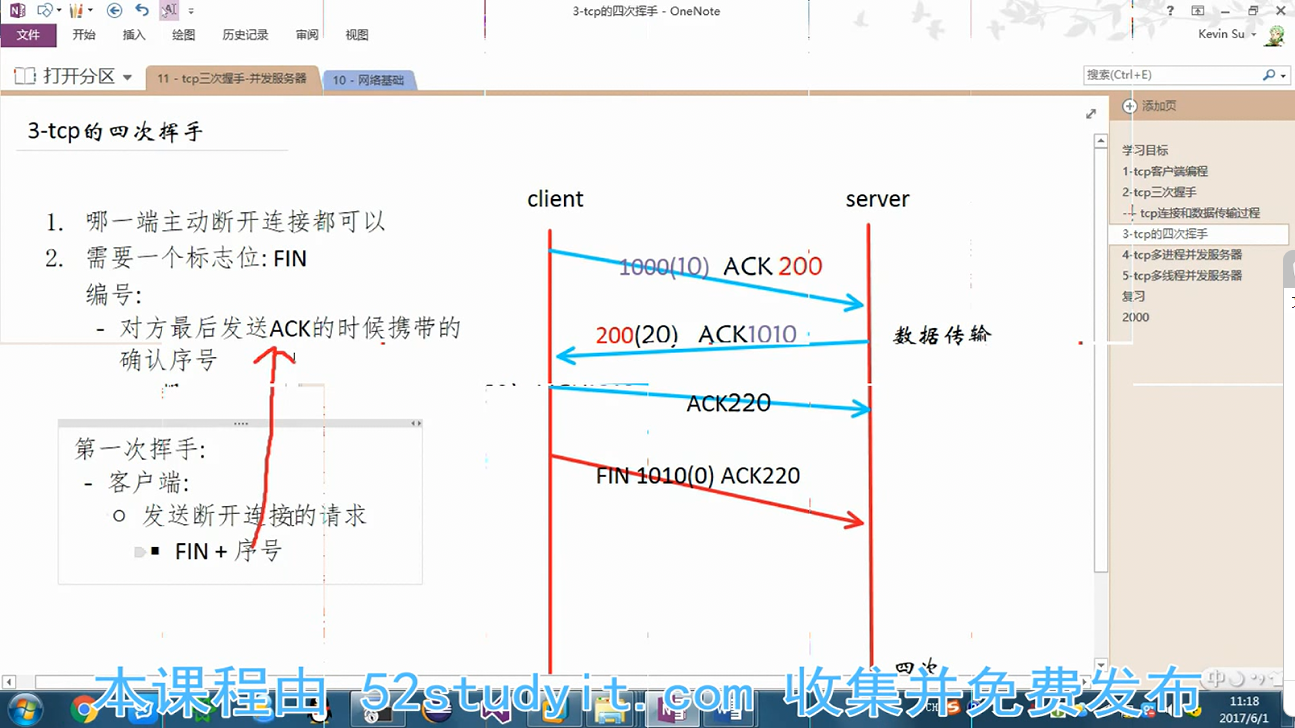 3-tcp的四次挥手 - OneNote
文件 开始 插入 绘图 历史记录 审阅 视图
Kevin Su
打开分区
11 - tcp三次握手-并发服务器
10 - 网络基础
搜索(Ctrl+E)
添加页
学习目标
1-tcp客户端编程
2-tcp三次握手
tcp连接和数据传输过程
3-tcp的四次挥手
4-tcp多进程并发服务器
5-tcp多线程并发服务器
复习
2000
3-tcp的四次挥手
1. 哪一端主动断开连接都可以
2. 需要一个标志位: FIN
编号:
- 对方最后发送ACK的时候携带的
确认序号
第一次挥手:
- 客户端:
○ 发送断开连接的请求
■ FIN + 序号
client
server
1000(10) ACK 200
200(20) ACK1010
数据传输
ACK220
FIN 1010(0) ACK220
四次
本课程由 52studyit.com 收集并免费发布
中
CH
11:18
2017/6/1